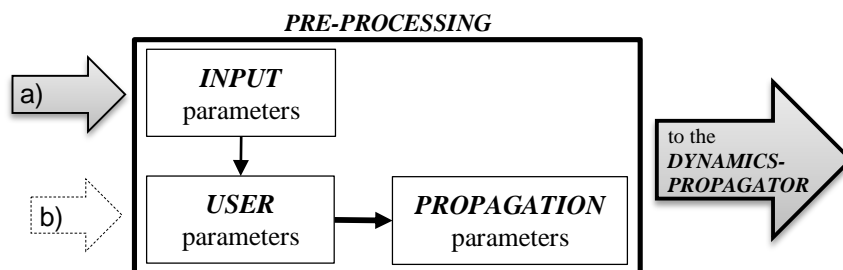 PRE-PROCESSING
a)
INPUT
parameters
to the
DYNAMICS-
PROPAGATOR
b)
USER
parameters
PROPAGATION
parameters